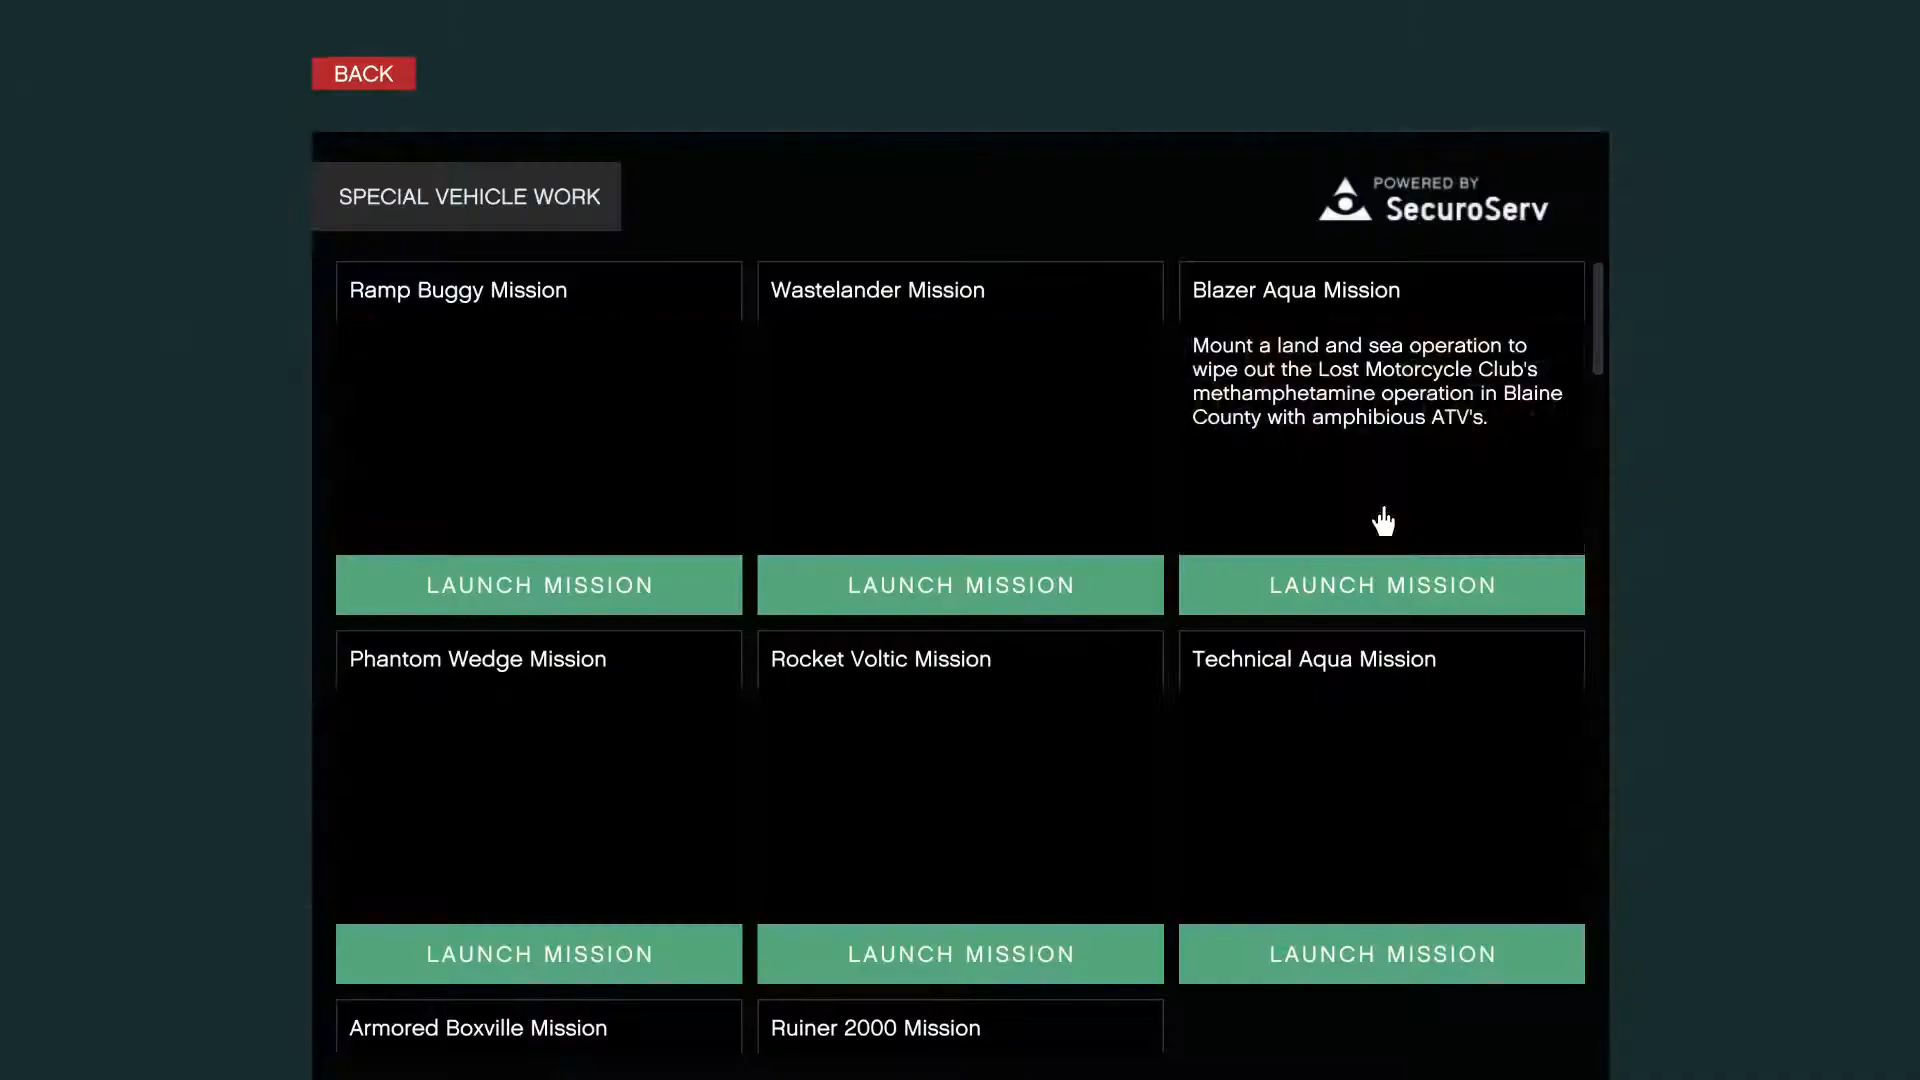 BACK
SPECIAL VEHICLE WORK
POWERED BY
SecuroServ
Ramp Buggy Mission
Wastelander Mission
Blazer Aqua Mission
Mount a land and sea operation to
wipe out the Lost Motorcycle Club's
methamphetamine operation in Blaine
County with amphibious ATV's.
LAUNCH MISSION
LAUNCH MISSION
LAUNCH MISSION
Phantom Wedge Mission
Rocket Voltic Mission
Technical Aqua Mission
LAUNCH MISSION
LAUNCH MISSION
LAUNCH MISSION
Armored Boxville Mission
Ruiner 2000 Mission